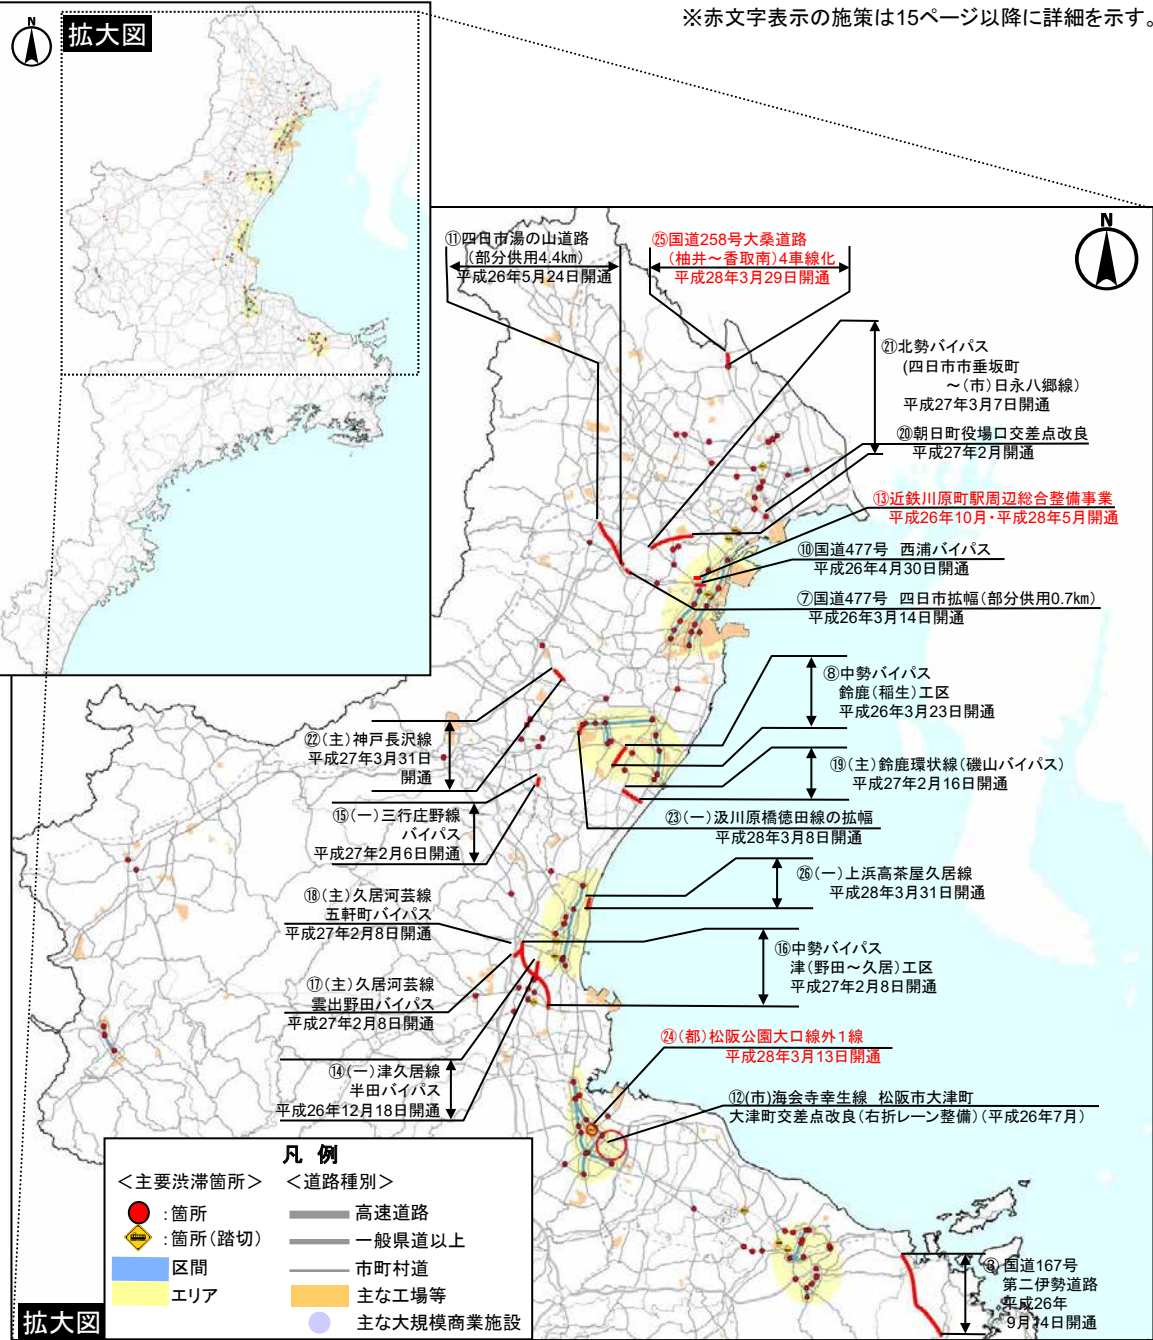 ※赤文字表示の施策は15ページ以降に詳細を示す。
N
拡大図
N
⑪四日市湯の山道路
(部分供用4.4km)
平成26年5月24日開通
㉕国道258号大桑道路
(柚井～香取南)4車線化
平成28年3月29日開通
㉑北勢バイパス
(四日市市垂坂町
～(市)日永八郷線)
平成27年3月7日開通
⑳朝日町役場口交差点改良
平成27年2月開通
⑬近鉄川原町駅周辺総合整備事業
平成26年10月・平成28年5月開通
⑩国道477号 西浦バイパス
平成26年4月30日開通
⑦国道477号 四日市拡幅(部分供用0.7km)
平成26年3月14日開通
⑧中勢バイパス
鈴鹿(稲生)工区
平成26年3月23日開通
㉒(主)神戸長沢線
平成27年3月31日
開通
⑲(主)鈴鹿環状線(磯山バイパス)
平成27年2月16日開通
⑮(一)三行庄野線
バイパス
平成27年2月6日開通
㉓(一)汲川原橋徳田線の拡幅
平成28年3月8日開通
㉖(一)上浜高茶屋久居線
平成28年3月31日開通
⑱(主)久居河芸線
五軒町バイパス
平成27年2月8日開通
⑯中勢バイパス
津(野田～久居)工区
平成27年2月8日開通
⑰(主)久居河芸線
雲出野田バイパス
平成27年2月8日開通
㉔(都)松阪公園大口線外1線
平成28年3月13日開通
⑭(一)津久居線
半田バイパス
平成26年12月18日開通
⑫(市)海会寺幸生線 松阪市大津町
大津町交差点改良(右折レーン整備)(平成26年7月)
③国道167号
第二伊勢道路
平成26年
9月14日開通
凡 例
＜主要渋滞箇所＞
:箇所
:箇所(踏切)
区間
エリア
＜道路種別＞
高速道路
一般県道以上
市町村道
主な工場等
主な大規模商業施設
拡大図